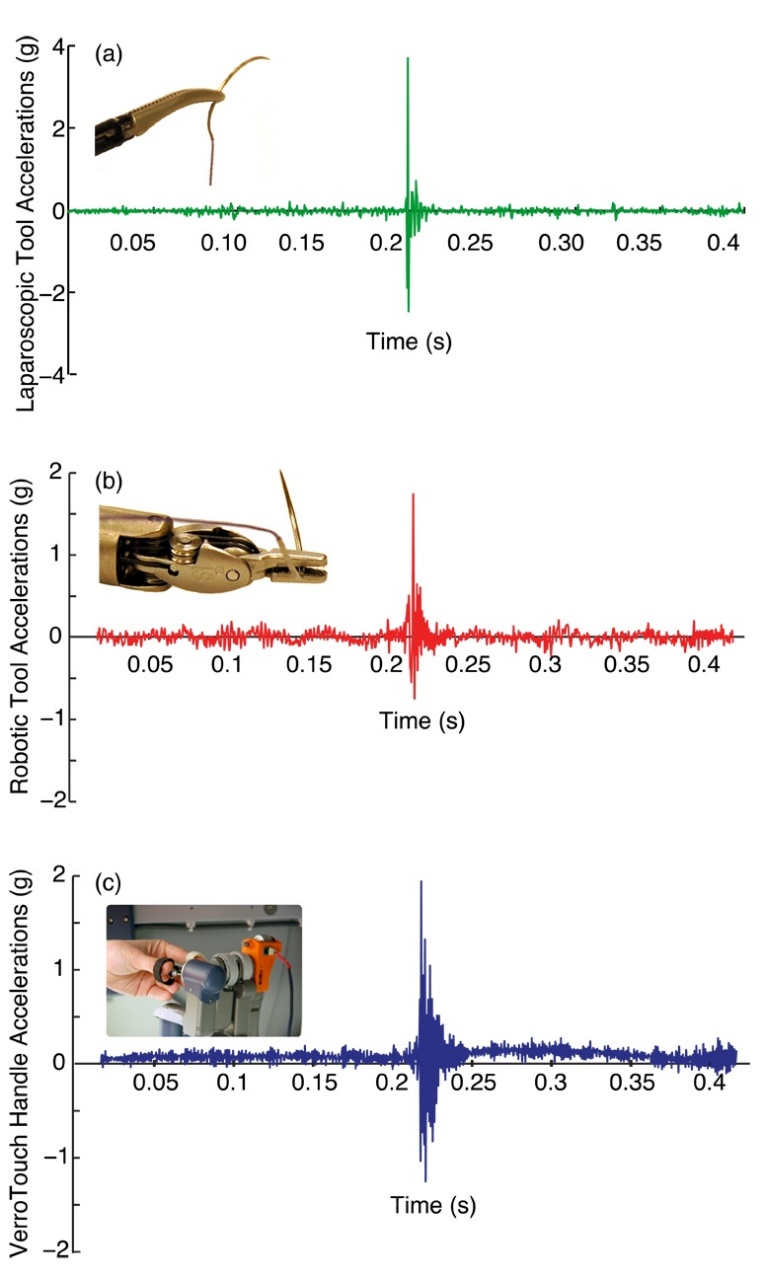 (a)
Laparoscopic Tool Accelerations (g)
4
2
0
−2
−4
0.05 0.10 0.15 0.2 0.25 0.30 0.35 0.4
Time (s)
(b)
Robotic Tool Accelerations (g)
2
1
0
−1
−2
0.05 0.1 0.15 0.2 0.25 0.3 0.35 0.4
Time (s)
(c)
VerroTouch Handle Accelerations (g)
2
1
0
−1
−2
0.05 0.1 0.15 0.2 0.25 0.3 0.35 0.4
Time (s)